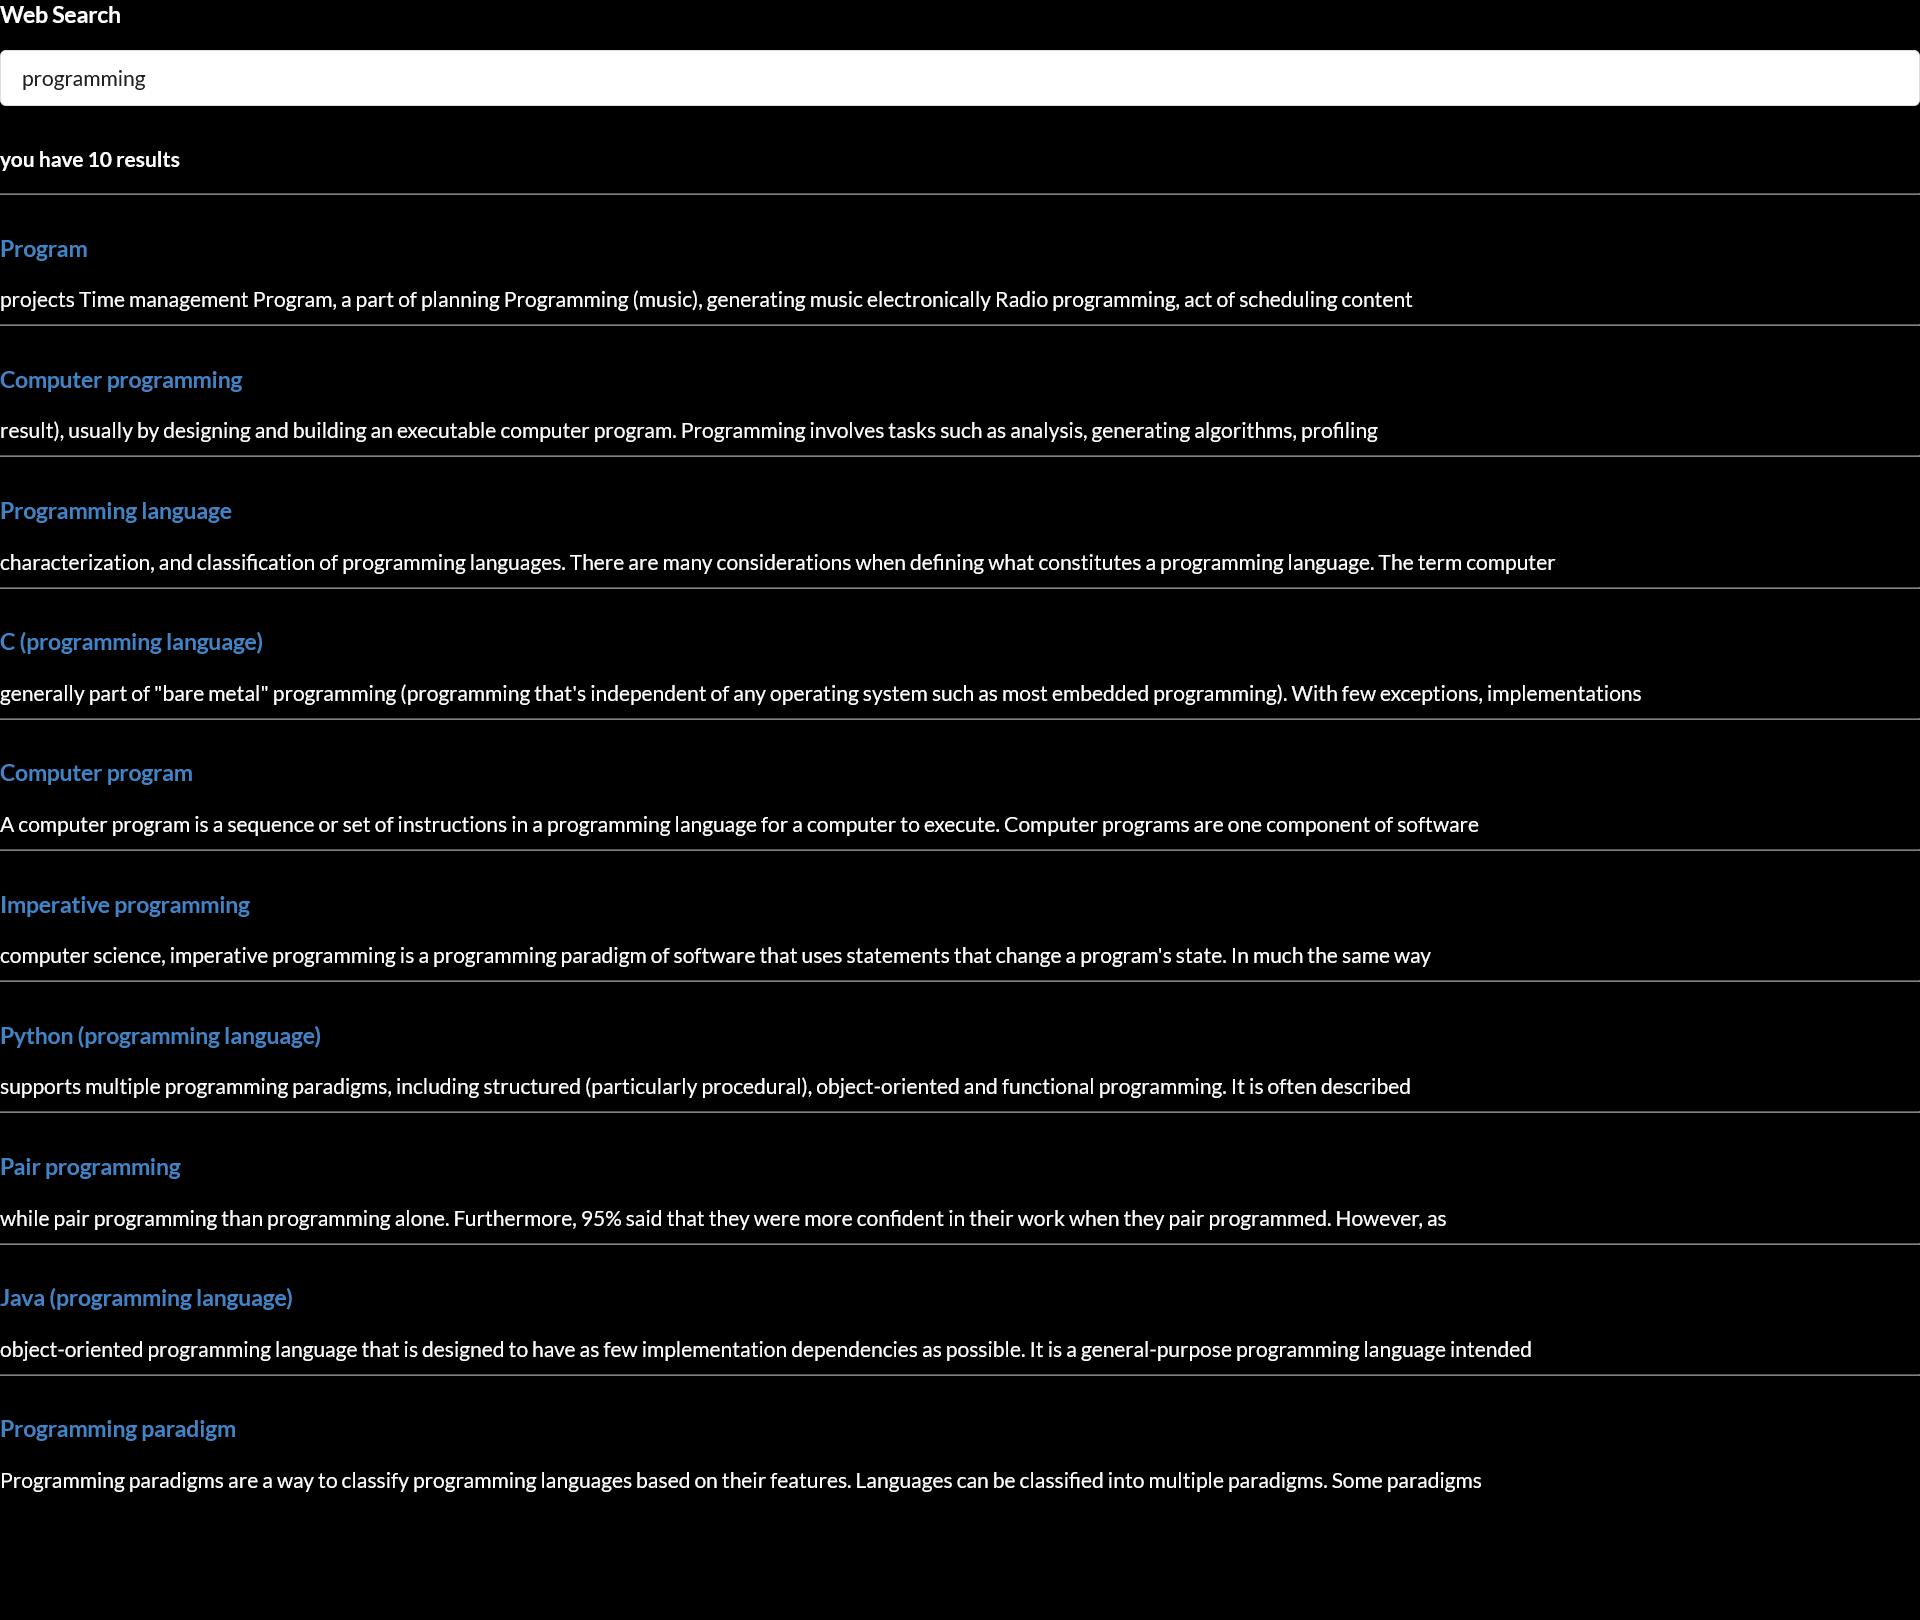 Web Search
programming
you have 10 results
Program
projects Time management Program, a part of planning Programming (music), generating music electronically Radio programming, act of scheduling content
Computer programming
result), usually by designing and building an executable computer program. Programming involves tasks such as analysis, generating algorithms, profiling
Programming language
characterization, and classification of programming languages. There are many considerations when defining what constitutes a programming language. The term computer
C (programming language)
generally part of "bare metal" programming (programming that's independent of any operating system such as most embedded programming). With few exceptions, implementations
Computer program
A computer program is a sequence or set of instructions in a programming language for a computer to execute. Computer programs are one component of software
Imperative programming
computer science, imperative programming is a programming paradigm of software that uses statements that change a program's state. In much the same way
Python (programming language)
supports multiple programming paradigms, including structured (particularly procedural), object-oriented and functional programming. It is often described
Pair programming
while pair programming than programming alone. Furthermore, 95% said that they were more confident in their work when they pair programmed. However, as
Java (programming language)
object-oriented programming language that is designed to have as few implementation dependencies as possible. It is a general-purpose programming language intended
Programming paradigm
Programming paradigms are a way to classify programming languages based on their features. Languages can be classified into multiple paradigms. Some paradigms